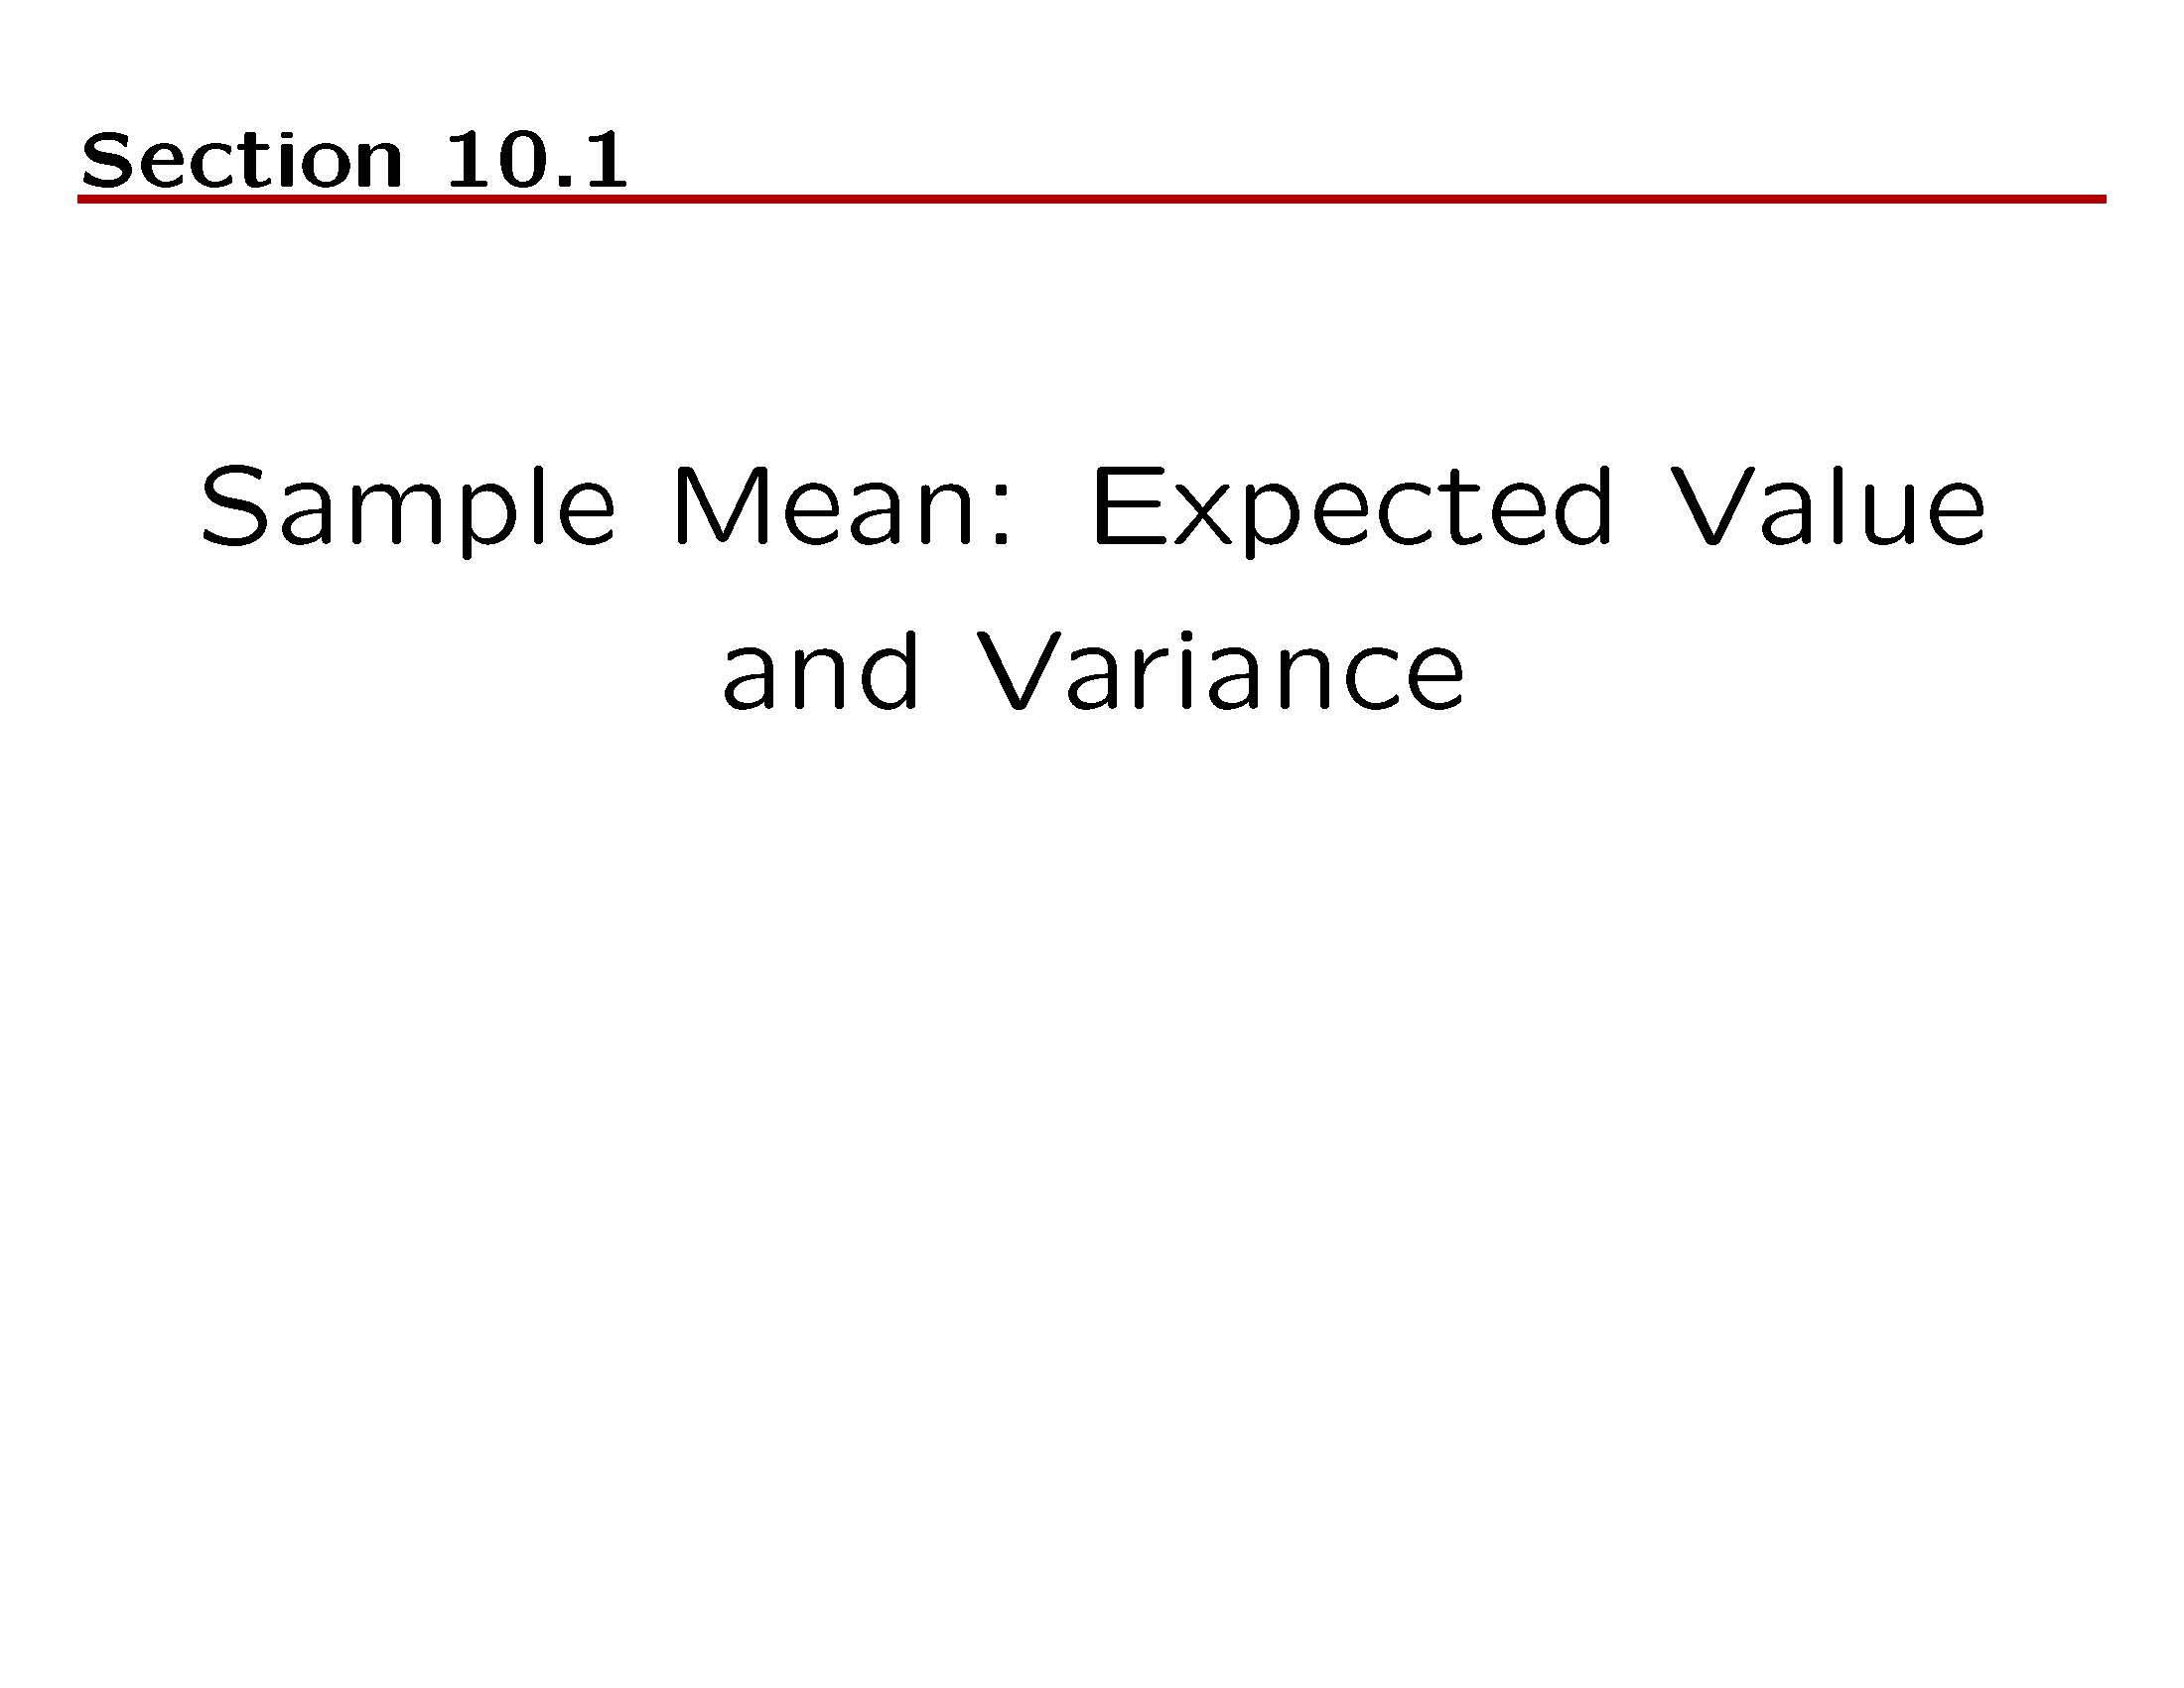 Section 10.1
Sample Mean: Expected Value
and Variance